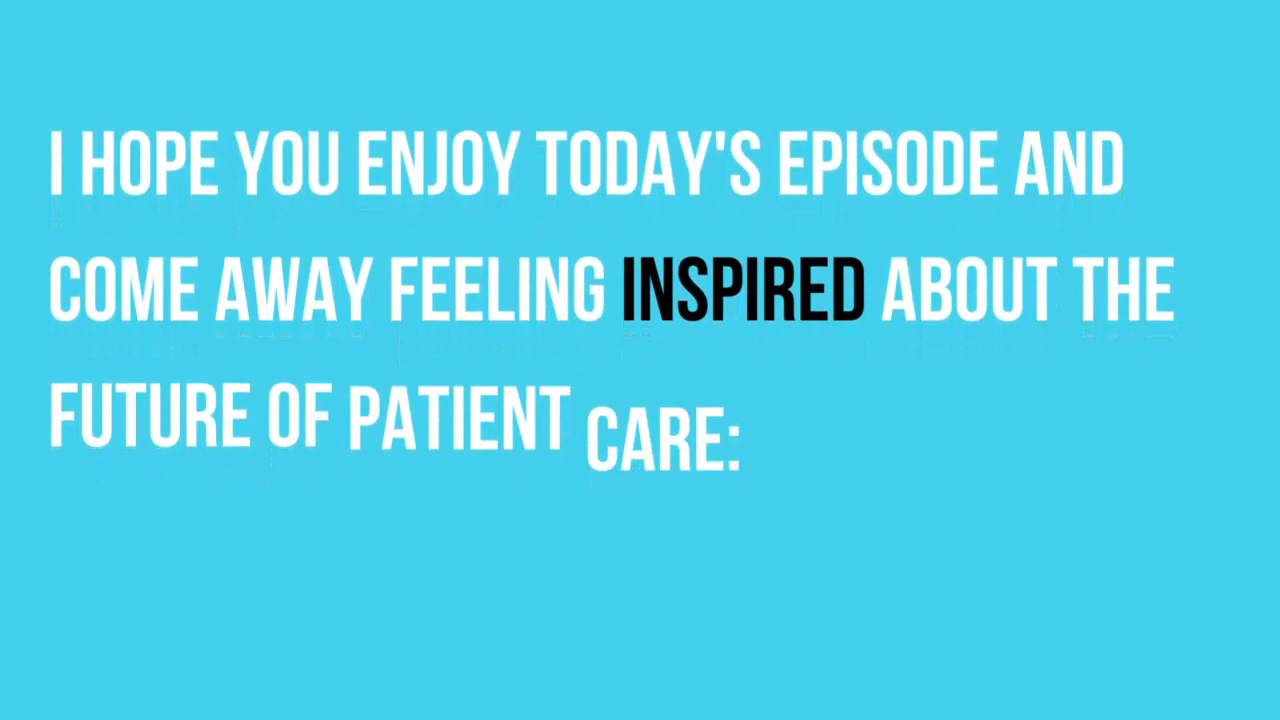 I HOPE YOU ENJOY TODAY'S EPISODE AND
COME AWAY FEELING INSPIRED ABOUT THE
FUTURE OF PATIENT CARE: